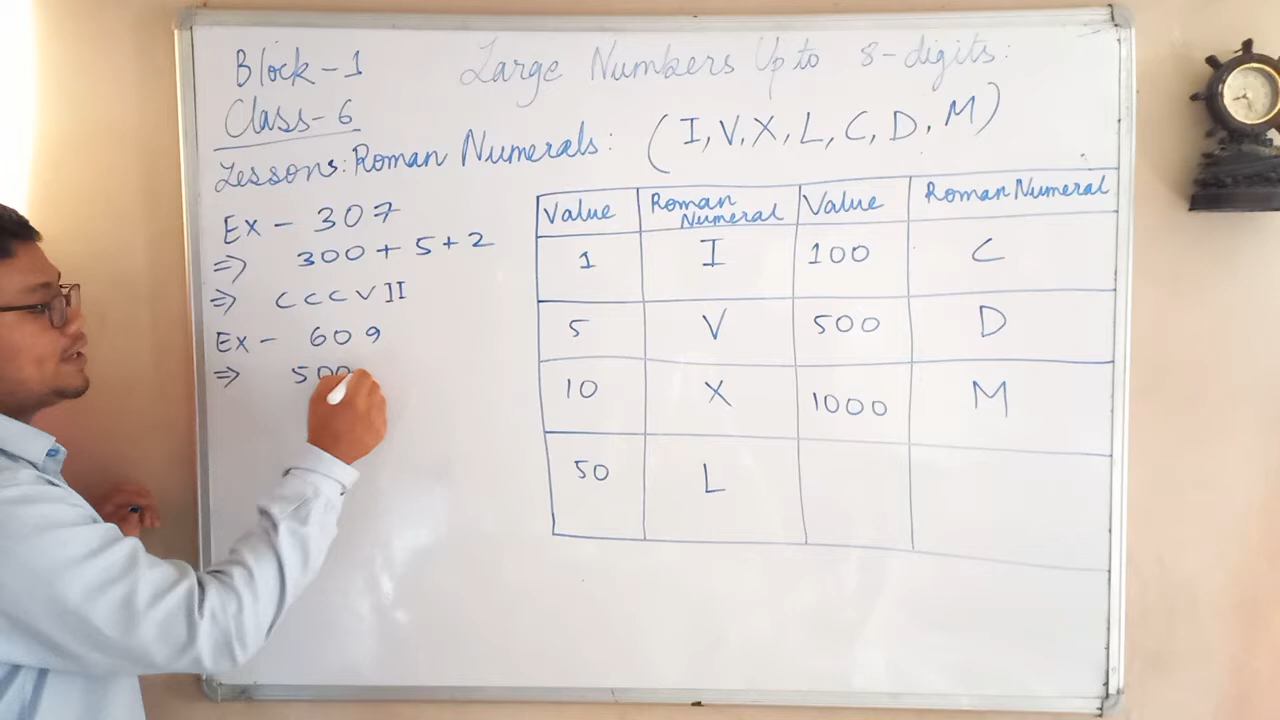 Block-1
Large Numbers Up to 8-digits:
Class-6
Lessons: Roman Numerals: (I, V, X, L, C, D, M)
Ex - 307
⇒ 300 + 5 + 2
⇒ CCCVII
Ex - 609
⇒ 500
Value Roman Numeral Value Roman Numeral
1 I 100 C
5 V 500 D
10 X 1000 M
50 L